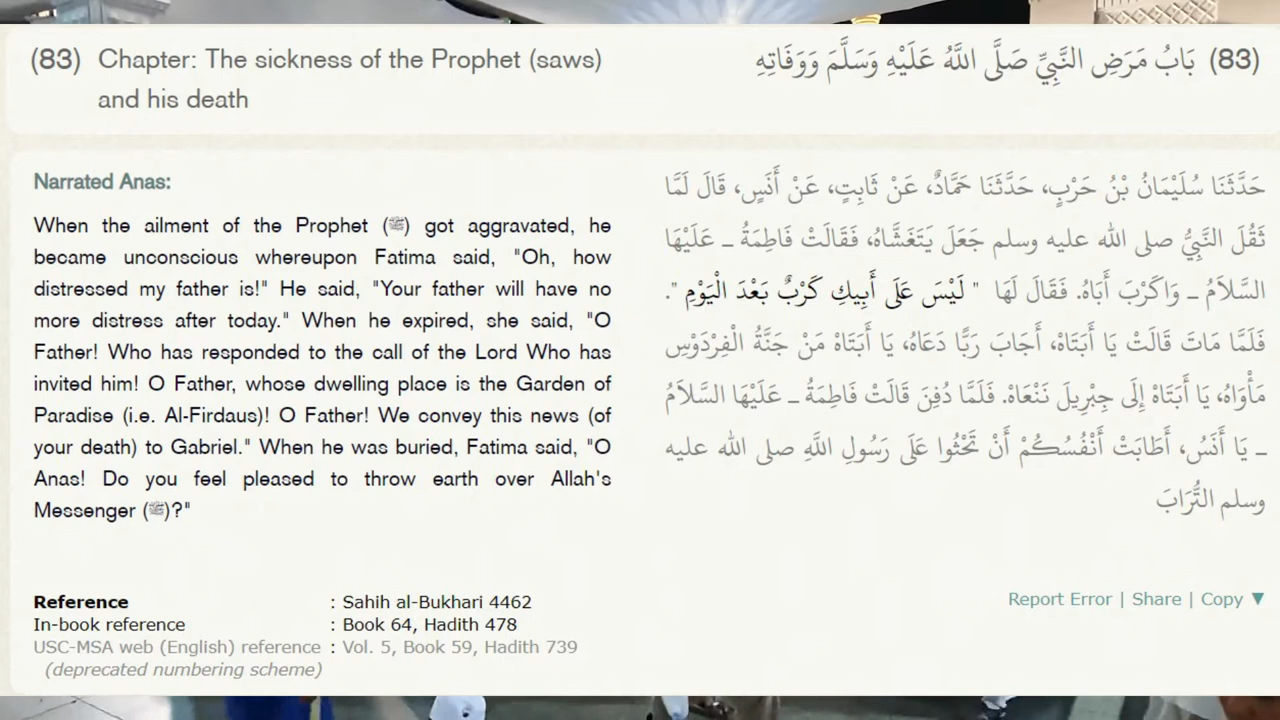 (83) Chapter: The sickness of the Prophet (saws)
and his death
(83) بَابُ مَرَضِ النَّبِيِّ صَلَّى اللَّهُ عَلَيْهِ وَسَلَّمَ وَوَفَاتِهِ
Narrated Anas:
When the ailment of the Prophet (ﷺ) got aggravated, he
became unconscious whereupon Fatima said, "Oh, how
distressed my father is!" He said, "Your father will have no
more distress after today." When he expired, she said, "O
Father! Who has responded to the call of the Lord Who has
invited him! O Father, whose dwelling place is the Garden of
Paradise (i.e. Al-Firdaus)! O Father! We convey this news (of
your death) to Gabriel." When he was buried, Fatima said, "O
Anas! Do you feel pleased to throw earth over Allah's
Messenger (ﷺ)?"
حَدَّثَنَا سُلَيْمَانُ بْنُ حَرْبٍ، حَدَّثَنَا حَمَّادٌ، عَنْ ثَابِتٍ، عَنْ أَنَسٍ، قَالَ لَمَّا
ثَقُلَ النَّبِيُّ صلى الله عليه وسلم جَعَلَ يَتَغَشَّاهُ، فَقَالَتْ فَاطِمَةُ ـ عَلَيْهَا
السَّلاَمُ ـ وَاكَرْبَ أَبَاهُ. فَقَالَ لَهَا " لَيْسَ عَلَى أَبِيكِ كَرْبٌ بَعْدَ الْيَوْمِ ".
فَلَمَّا مَاتَ قَالَتْ يَا أَبَتَاهْ، أَجَابَ رَبًّا دَعَاهُ، يَا أَبَتَاهْ مَنْ جَنَّةُ الْفِرْدَوْسِ
مَأْوَاهُ، يَا أَبَتَاهْ إِلَى جِبْرِيلَ نَنْعَاهْ. فَلَمَّا دُفِنَ قَالَتْ فَاطِمَةُ ـ عَلَيْهَا السَّلاَمُ
ـ يَا أَنَسُ، أَطَابَتْ أَنْفُسُكُمْ أَنْ تَحْثُوا عَلَى رَسُولِ اللَّهِ صلى الله عليه
وسلم التُّرَابَ
Reference : Sahih al-Bukhari 4462
In-book reference : Book 64, Hadith 478
USC-MSA web (English) reference : Vol. 5, Book 59, Hadith 739
(deprecated numbering scheme)
Report Error | Share | Copy ▼